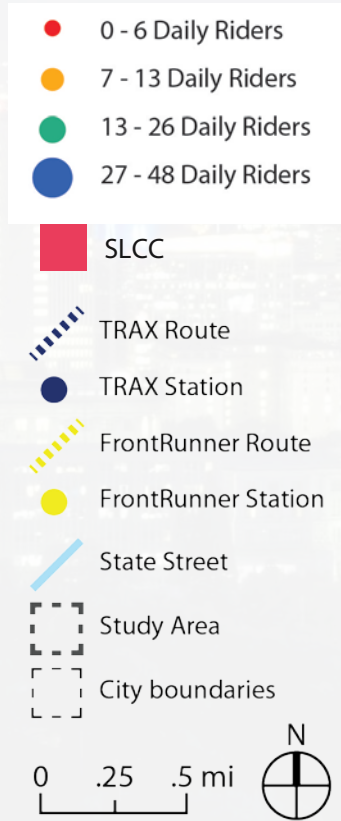 0 - 6 Daily Riders
7 - 13 Daily Riders
13 - 26 Daily Riders
27 - 48 Daily Riders
SLCC
TRAX Route
TRAX Station
FrontRunner Route
FrontRunner Station
State Street
Study Area
City boundaries
N
0 .25 .5 mi